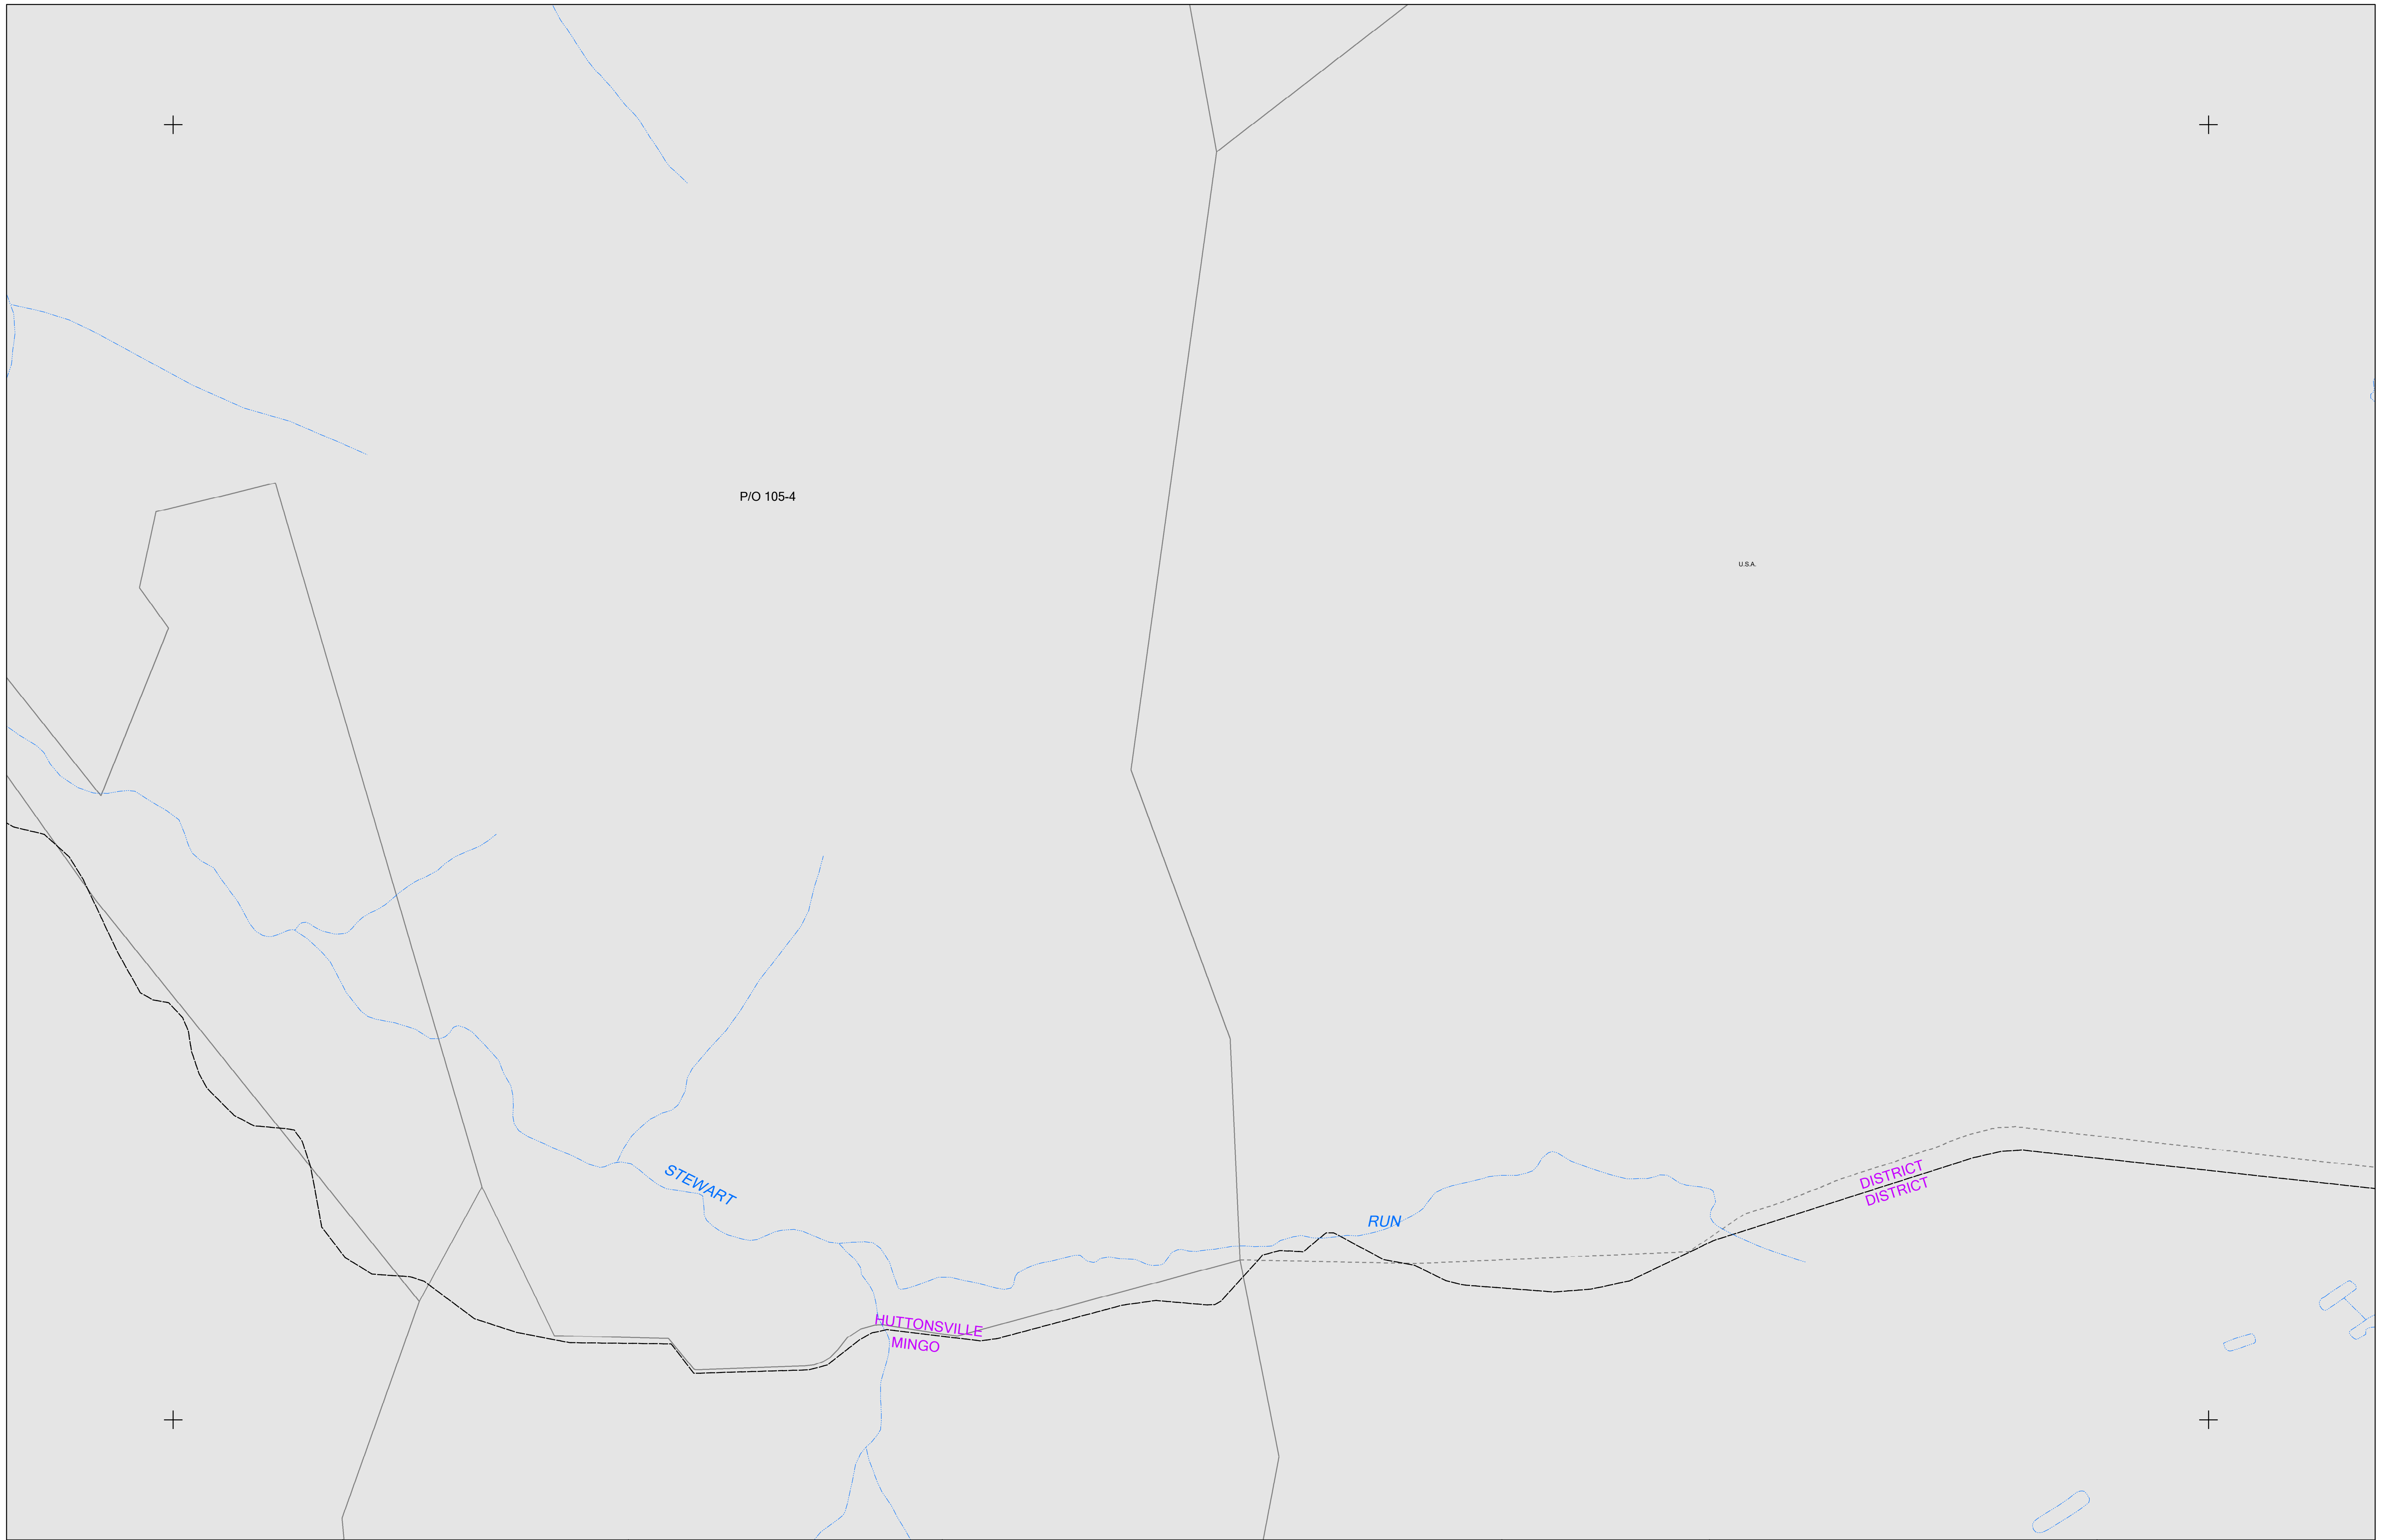 P/O 105-4
U.S.A.
STEWART
RUN
DISTRICT
DISTRICT
HUTTONSVILLE
MINGO